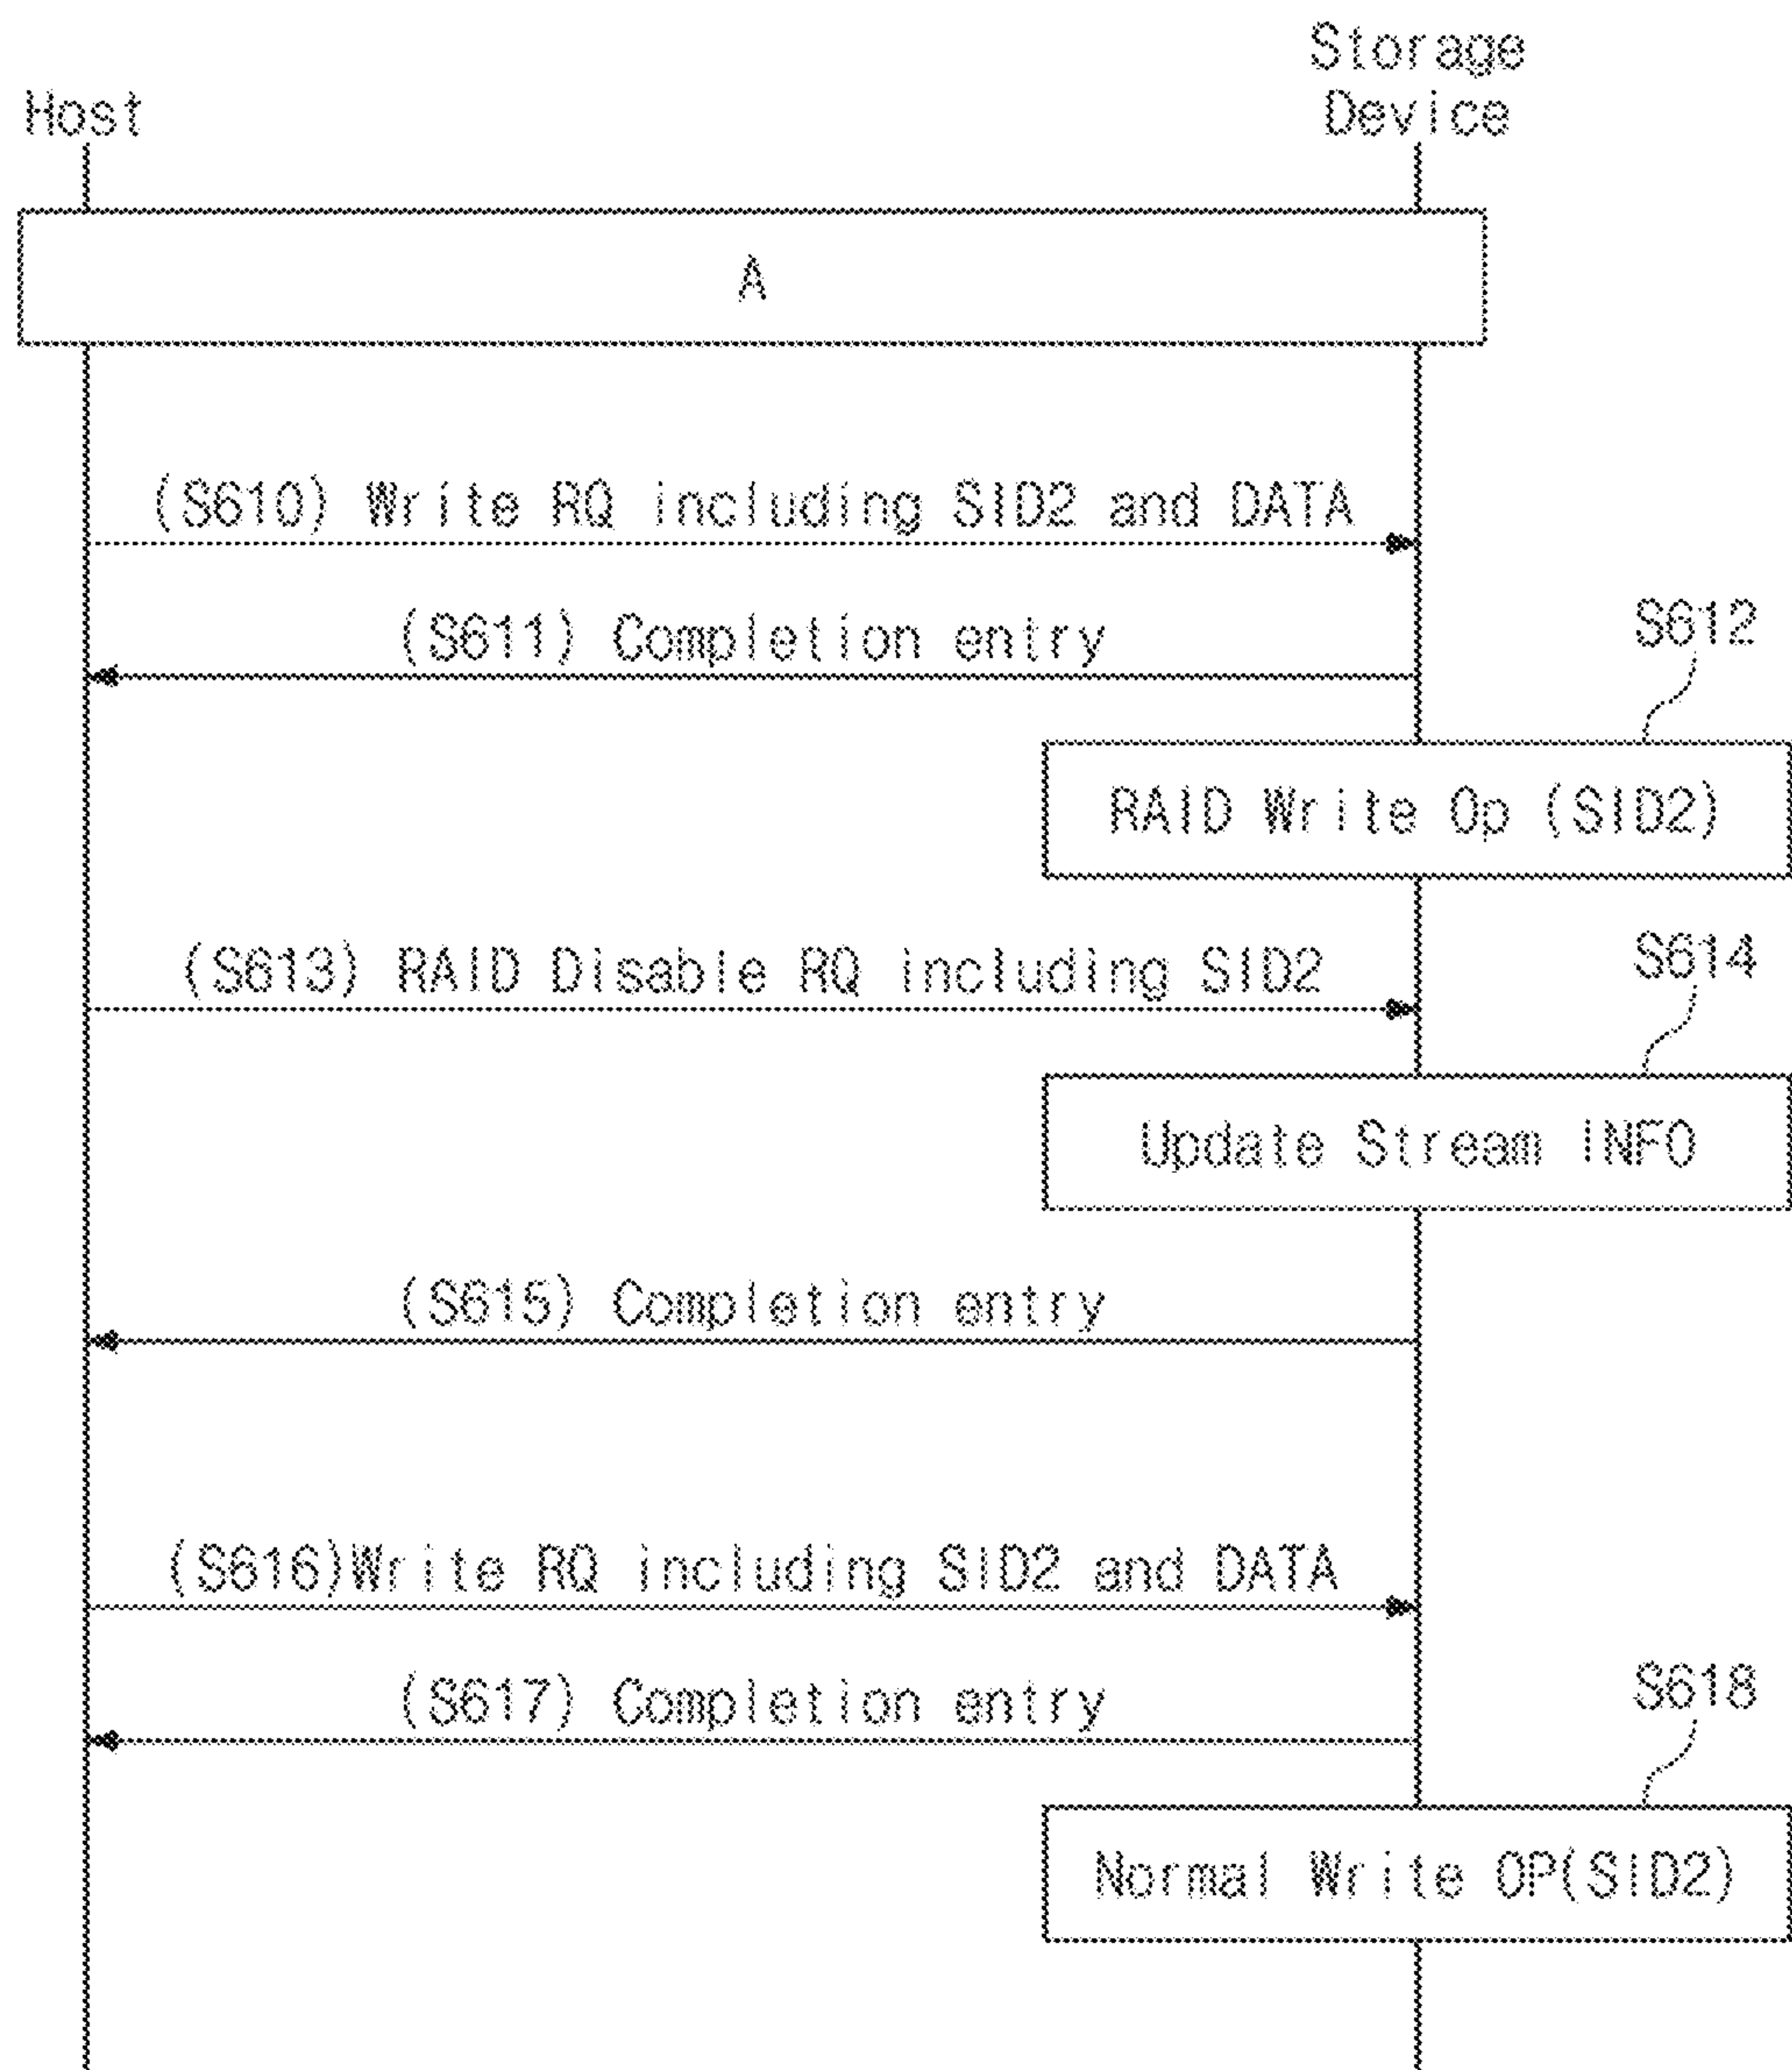 Host
Storage
Device
A
(S610) Write RQ including SID2 and DATA
(S611) Completion entry
S612
RAID Write Op (SID2)
(S613) RAID Disable RQ including SID2
S614
Update Stream INFO
(S615) Completion entry
(S616)Write RQ including SID2 and DATA
(S617) Completion entry
S618
Normal Write OP(SID2)